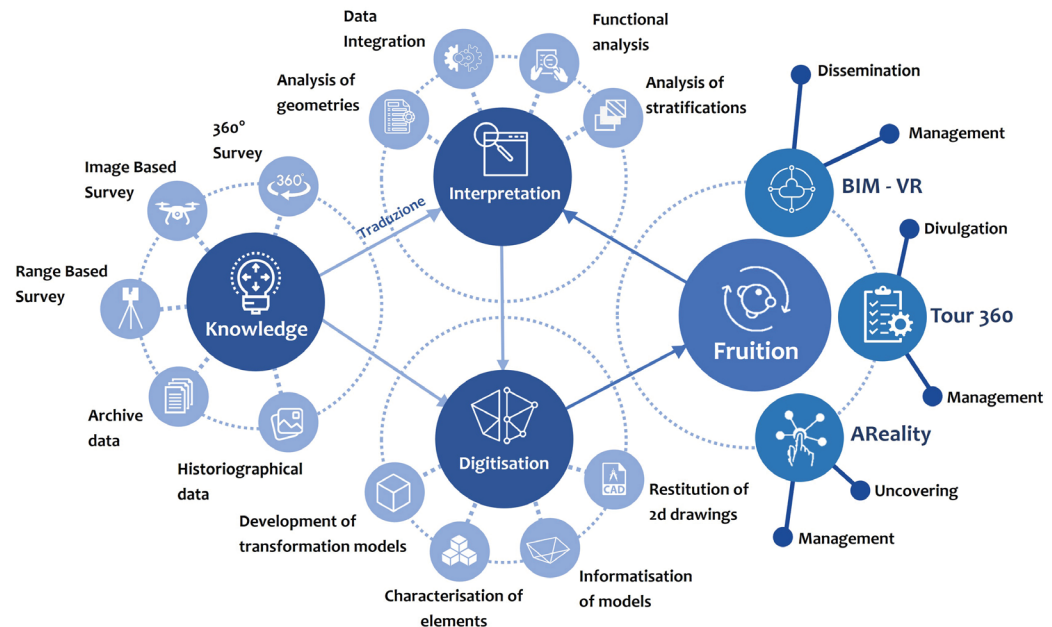 Data
Integration
Functional
analysis
Analysis of
geometries
Analysis of
stratifications
360°
Survey
Image Based
Survey
Range Based
Survey
Archive
data
Historiographical
data
360°
Knowledge
Traduzione
Interpretation
Digitisation
Development of
transformation models
Characterisation of
elements
Informatisation
of models
CAD
Restitution of
2d drawings
Fruition
Dissemination
Management
BIM - VR
Divulgation
Tour 360
Management
AReality
Uncovering
Management